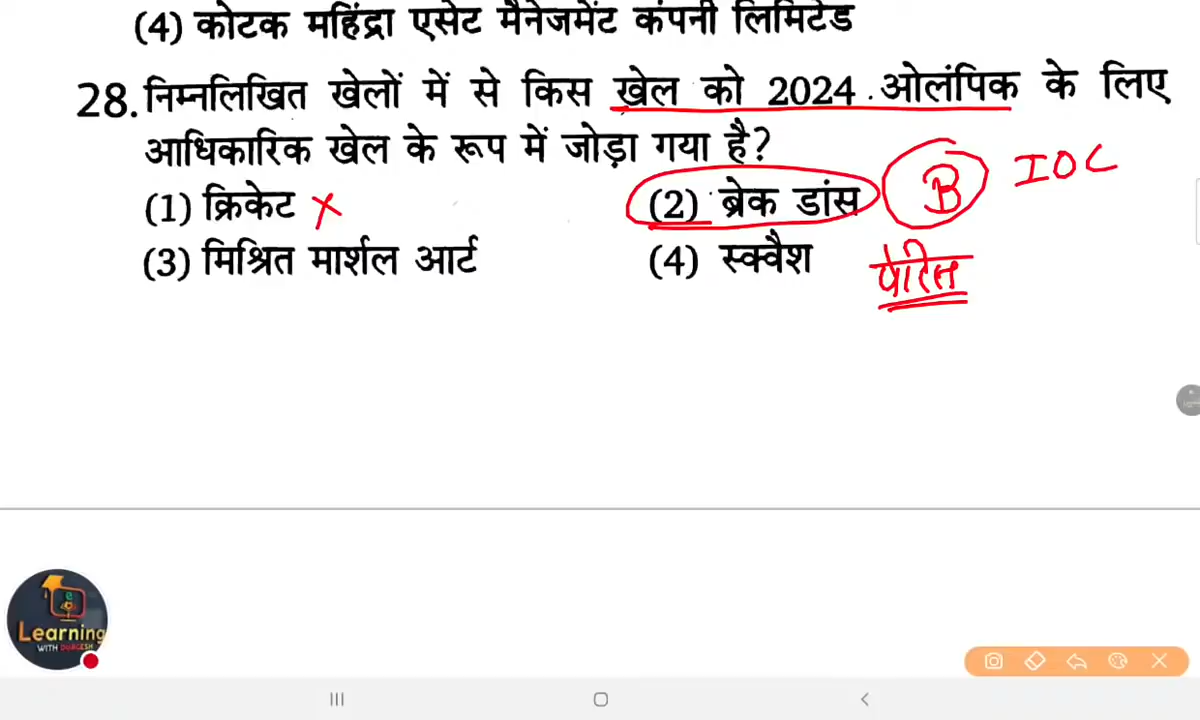 (4) कोटक महिंद्रा एसेट मैनेजमेंट कंपनी लिमिटेड
28. निम्नलिखित खेलों में से किस खेल को 2024 ओलंपिक के लिए
आधिकारिक खेल के रूप में जोड़ा गया है?
(1) क्रिकेट x (2) ब्रेक डांस B IOC
(3) मिश्रित मार्शल आर्ट (4) स्क्वैश पेरिस
e
Learning
WITH DURGESH